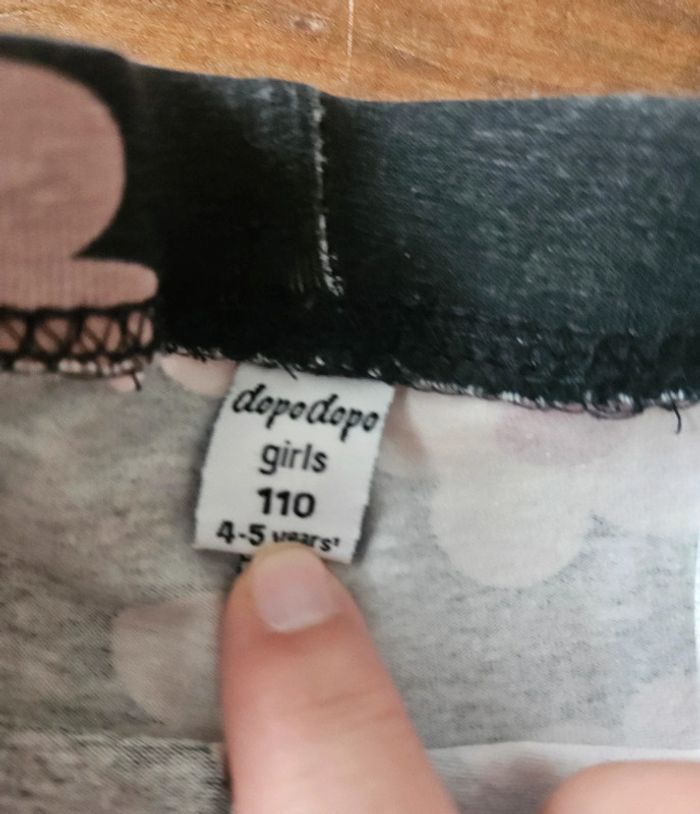 dopodopo
girls
110
4-5 years'